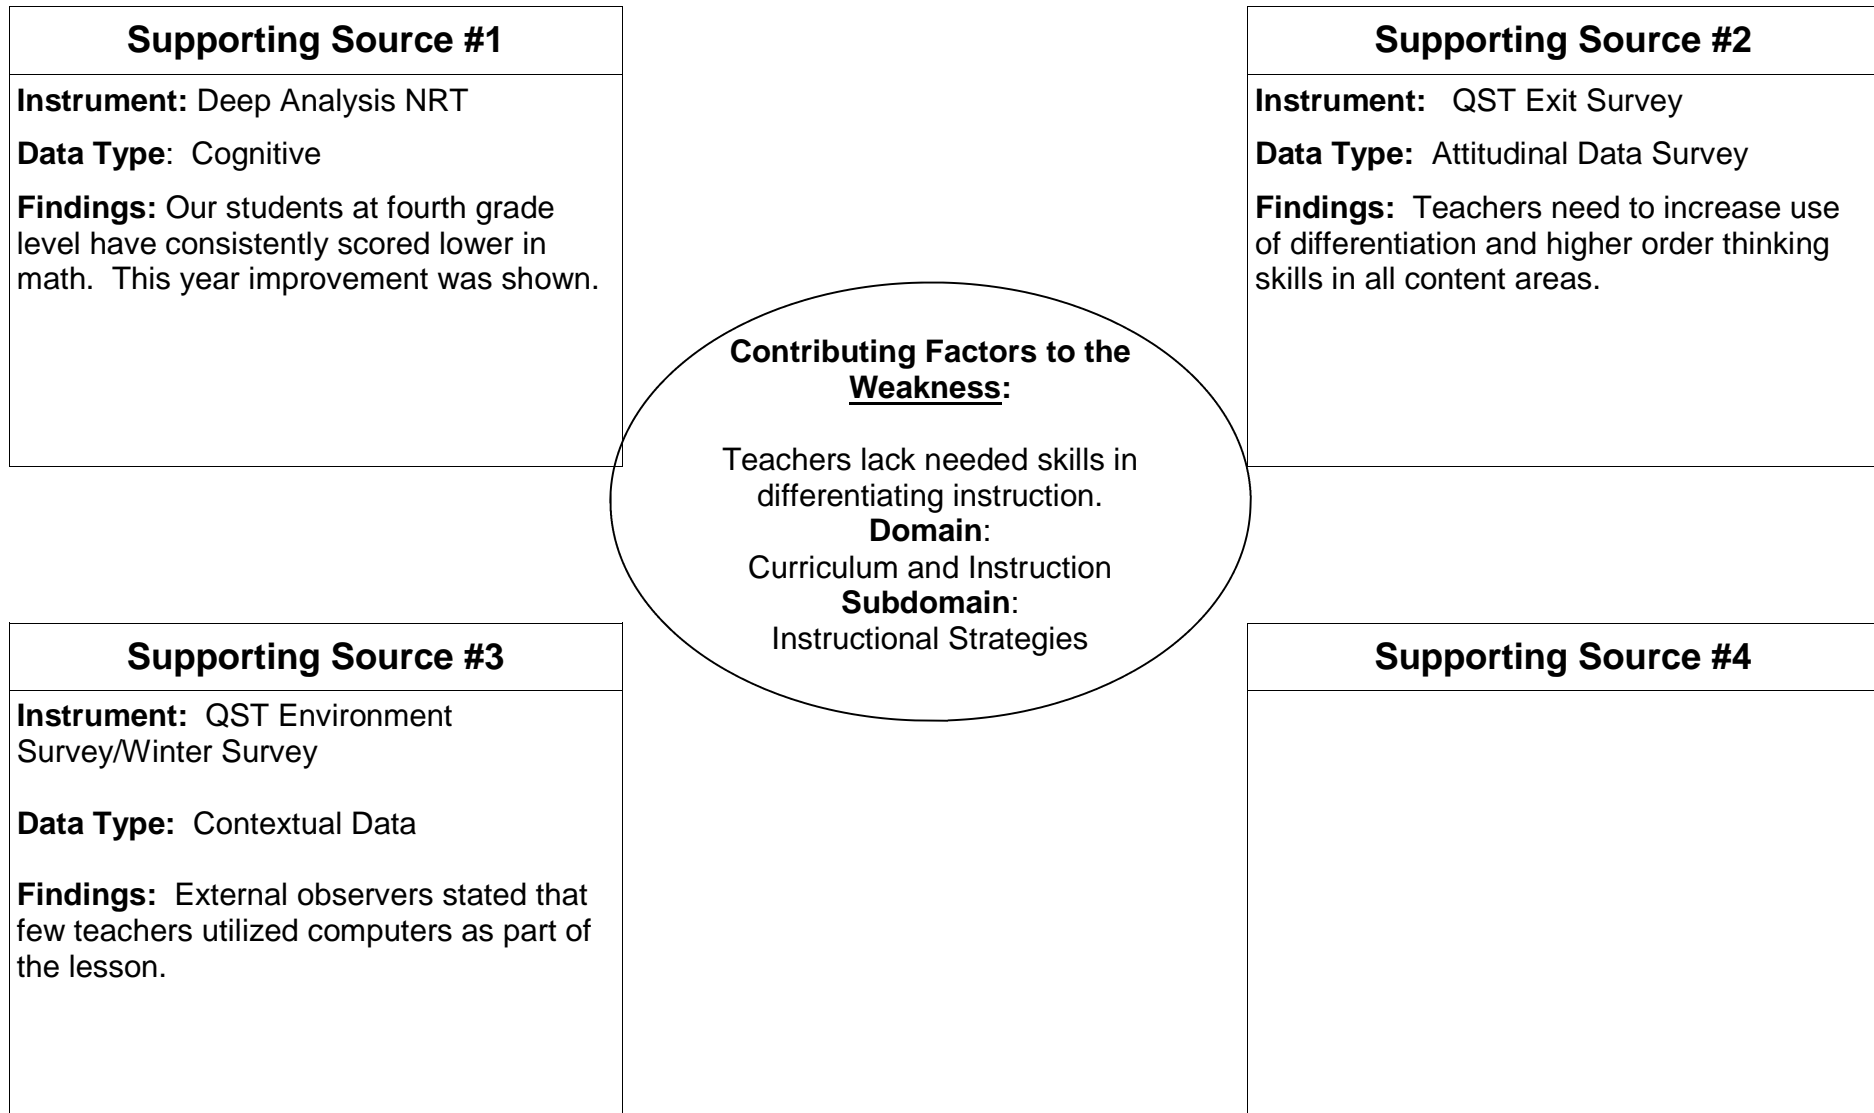 Supporting Source #1
Instrument: Deep Analysis NRT
Data Type: Cognitive
Findings: Our students at fourth grade
level have consistently scored lower in
math. This year improvement was shown.
Supporting Source #2
Instrument: QST Exit Survey
Data Type: Attitudinal Data Survey
Findings: Teachers need to increase use
of differentiation and higher order thinking
skills in all content areas.
Contributing Factors to the
Weakness:
Teachers lack needed skills in
differentiating instruction.
Domain:
Curriculum and Instruction
Subdomain:
Instructional Strategies
Supporting Source #3
Instrument: QST Environment
Survey/Winter Survey
Data Type: Contextual Data
Findings: External observers stated that
few teachers utilized computers as part of
the lesson.
Supporting Source #4